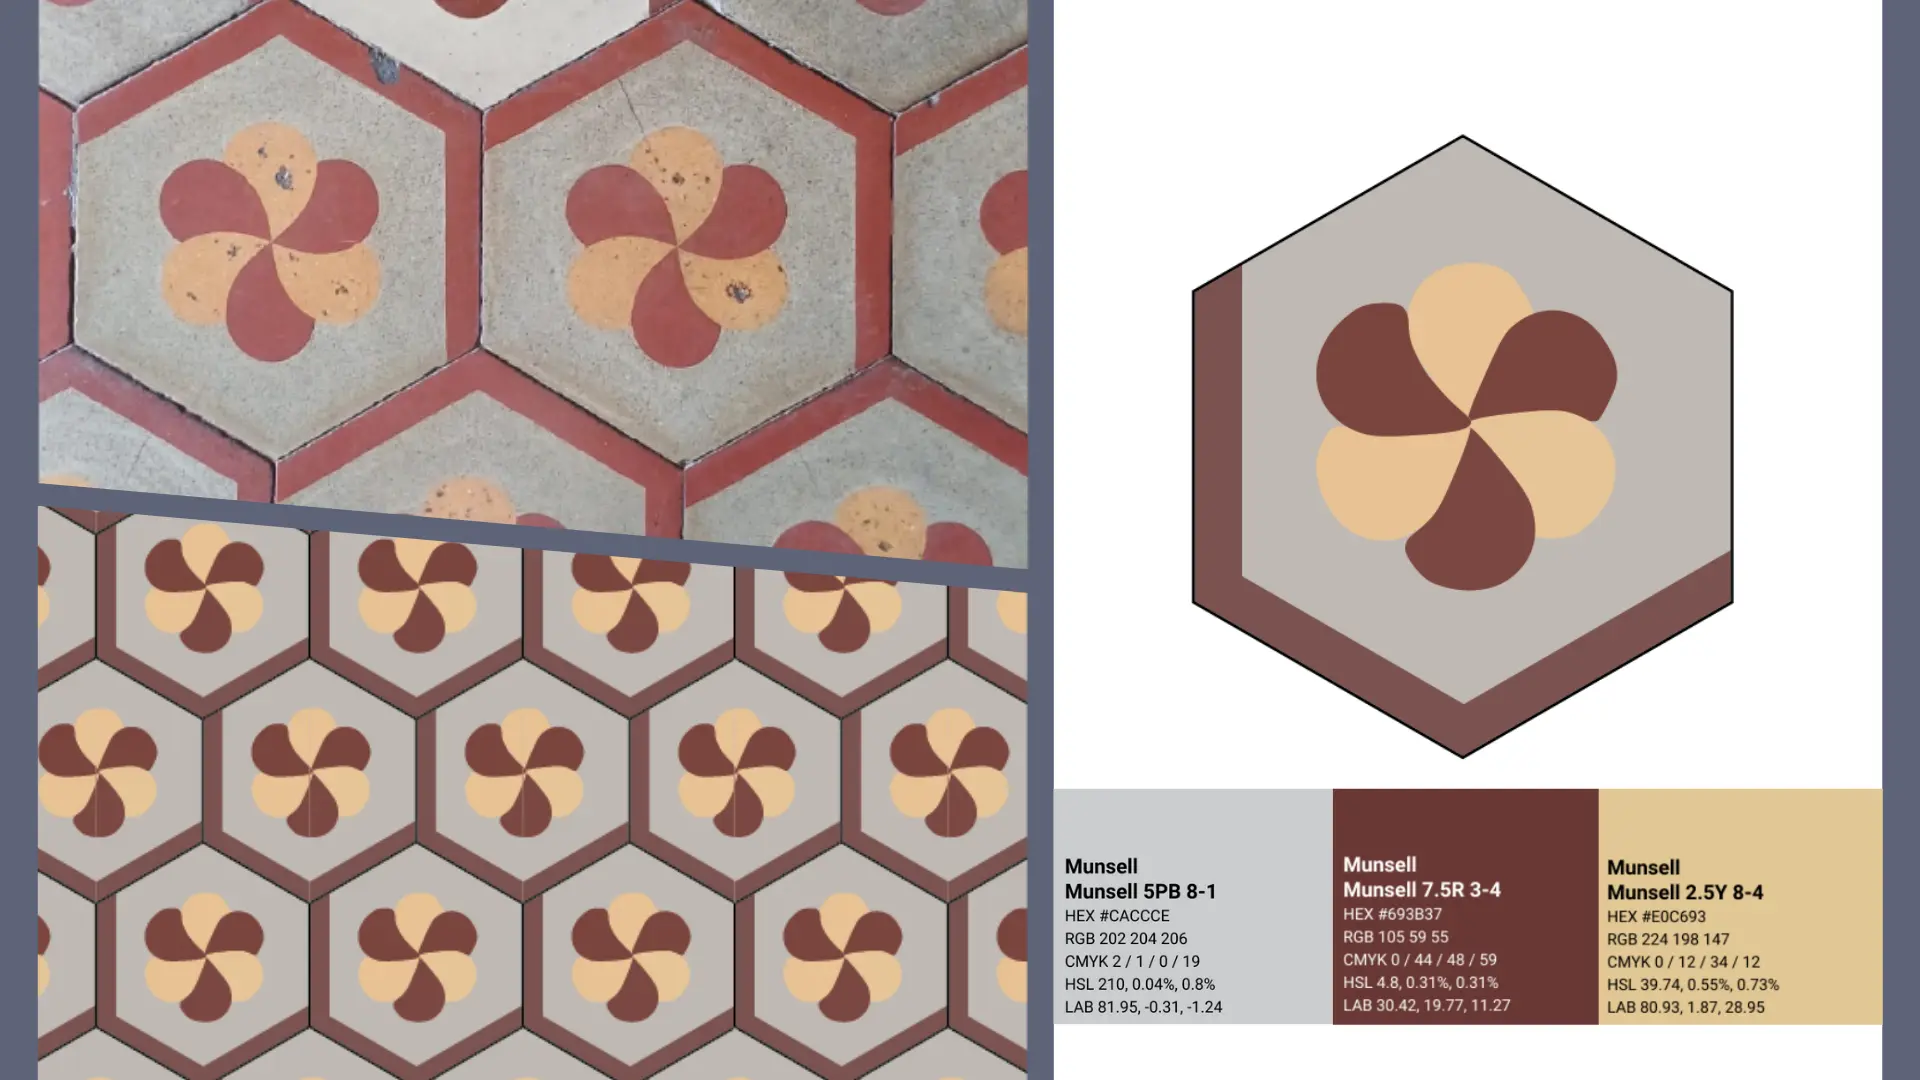 Munsell
Munsell 5PB 8-1
HEX #CACCCE
RGB 202 204 206
CMYK 2 / 1 / 0 / 19
HSL 210, 0.04%, 0.8%
LAB 81.95, -0.31, -1.24
Munsell
Munsell 7.5R 3-4
HEX #693B37
RGB 105 59 55
CMYK 0 / 44 / 48 / 59
HSL 4.8, 0.31%, 0.31%
LAB 30.42, 19.77, 11.27
Munsell
Munsell 2.5Y 8-4
HEX #E0C693
RGB 224 198 147
CMYK 0 / 12 / 34 / 12
HSL 39.74, 0.55%, 0.73%
LAB 80.93, 1.87, 28.95